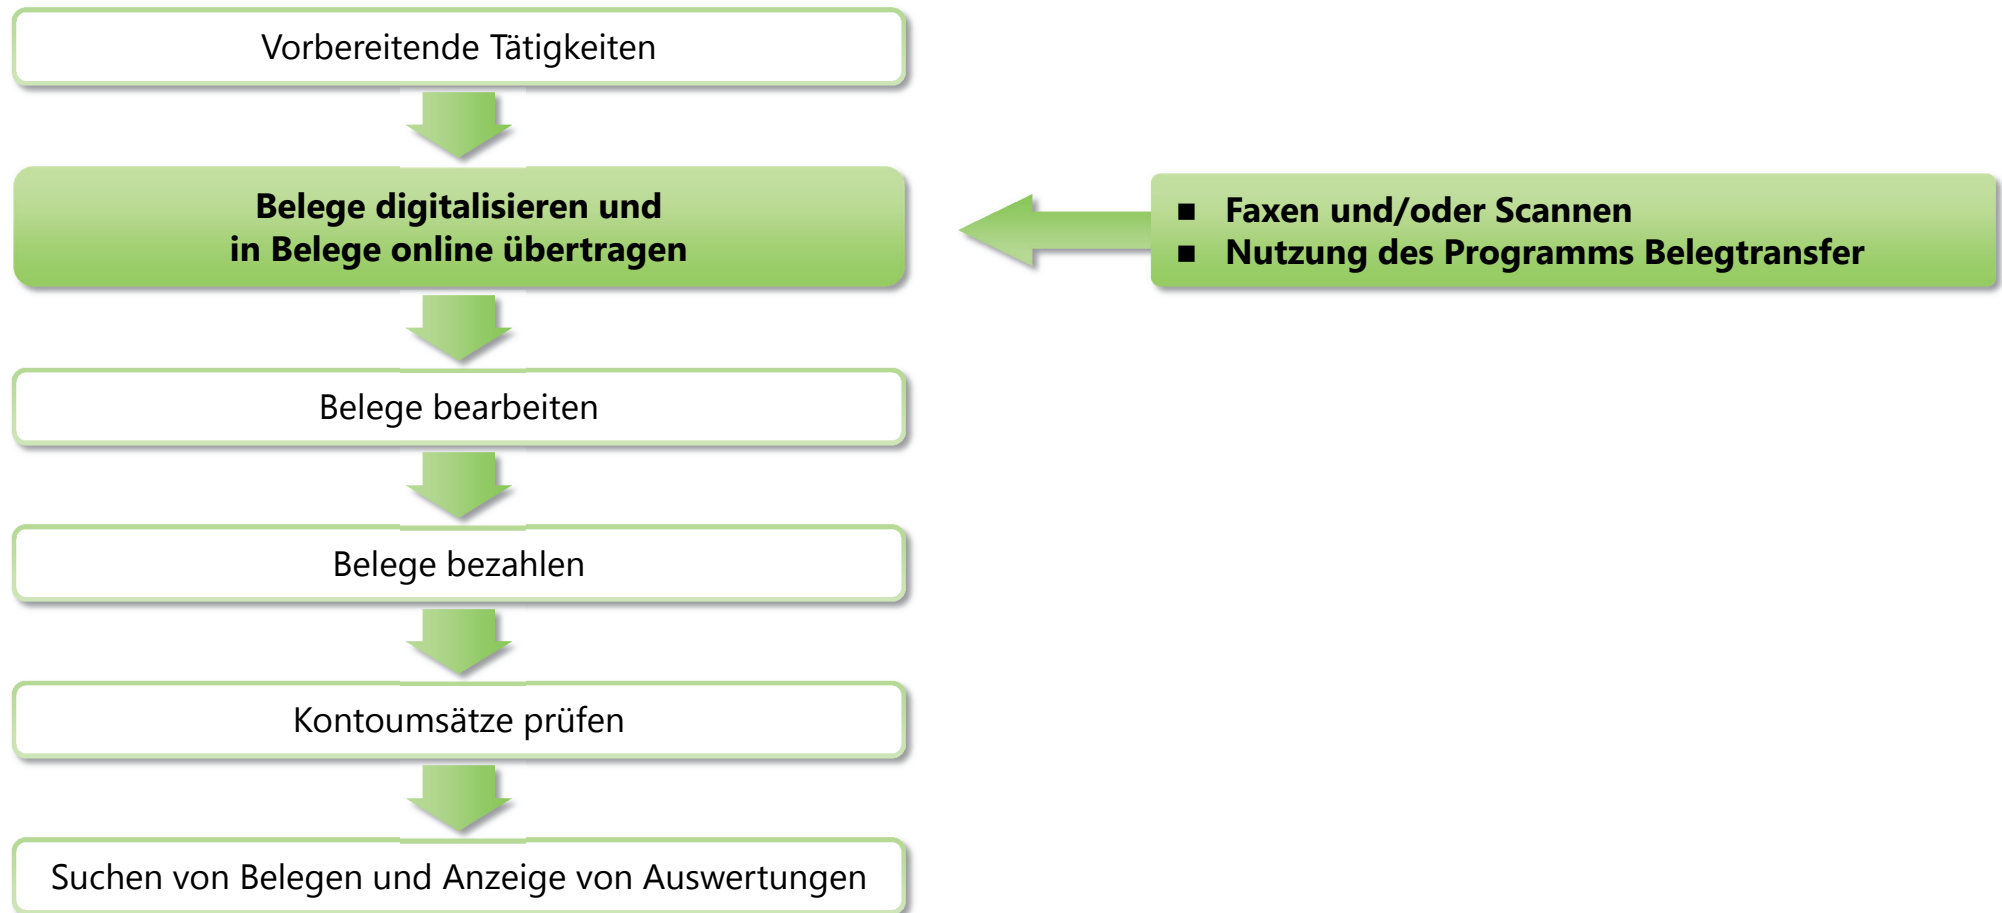 Vorbereitende Tätigkeiten
Belege digitalisieren und
in Belege online übertragen
■ Faxen und/oder Scannen
■ Nutzung des Programms Belegtransfer
Belege bearbeiten
Belege bezahlen
Kontoumsätze prüfen
Suchen von Belegen und Anzeige von Auswertungen